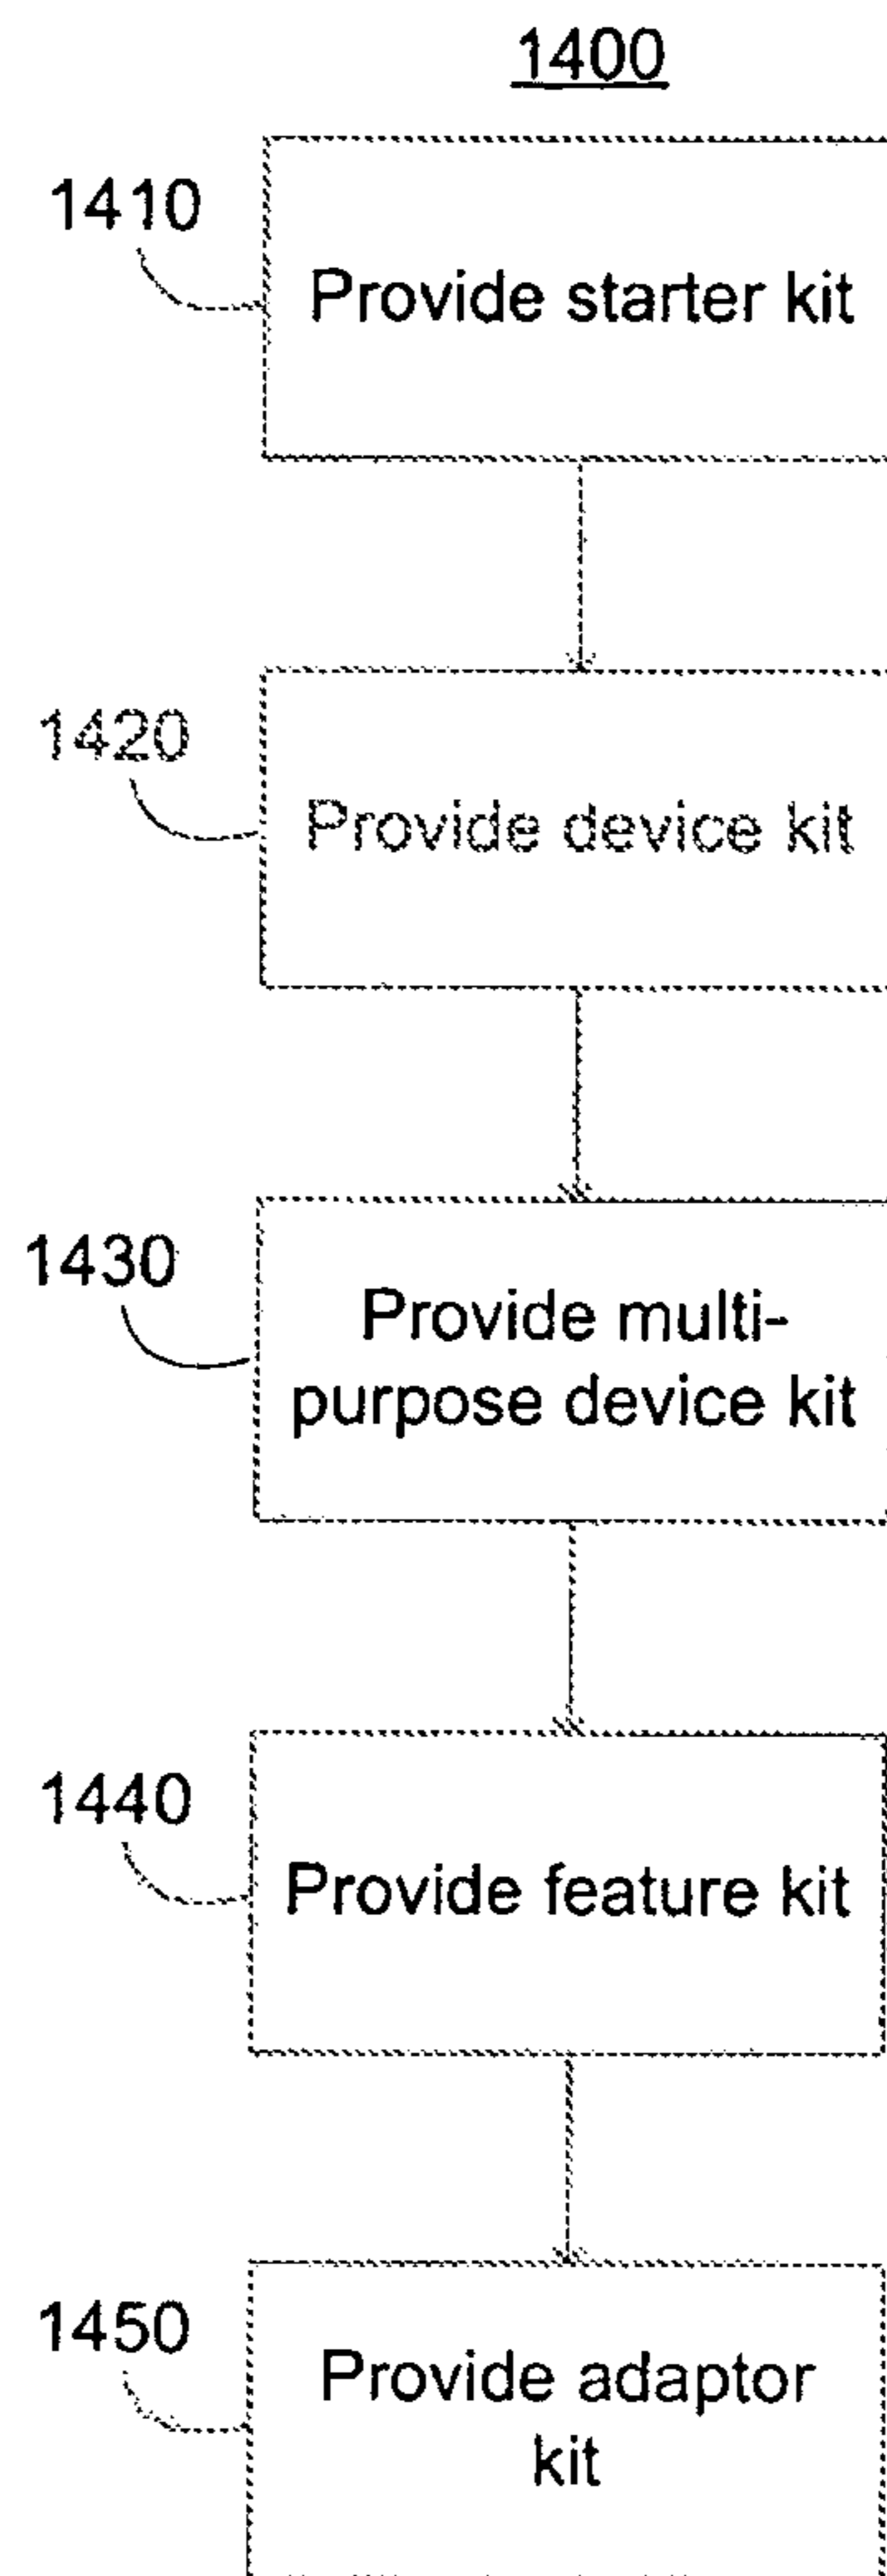 1400
1410
Provide starter kit
1420
Provide device kit
1430
Provide multi-
purpose device kit
1440
Provide feature kit
1450
Provide adaptor
kit